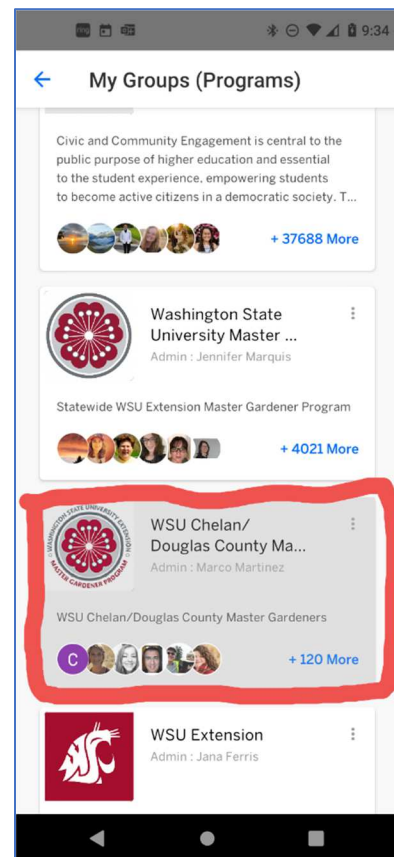 9:34
My Groups (Programs)
Civic and Community Engagement is central to the
public purpose of higher education and essential
to the student experience, empowering students
to become active citizens in a democratic society. T...
+ 37688 More
Washington State
University Master ...
Admin : Jennifer Marquis
Statewide WSU Extension Master Gardener Program
+ 4021 More
WASHINGTON STATE UNIVERSITY EXTENSION
MASTER GARDENER PROGRAM
WSU Chelan/
Douglas County Ma...
Admin : Marco Martinez
WSU Chelan/Douglas County Master Gardeners
C
+ 120 More
WSU Extension
Admin : Jana Ferris